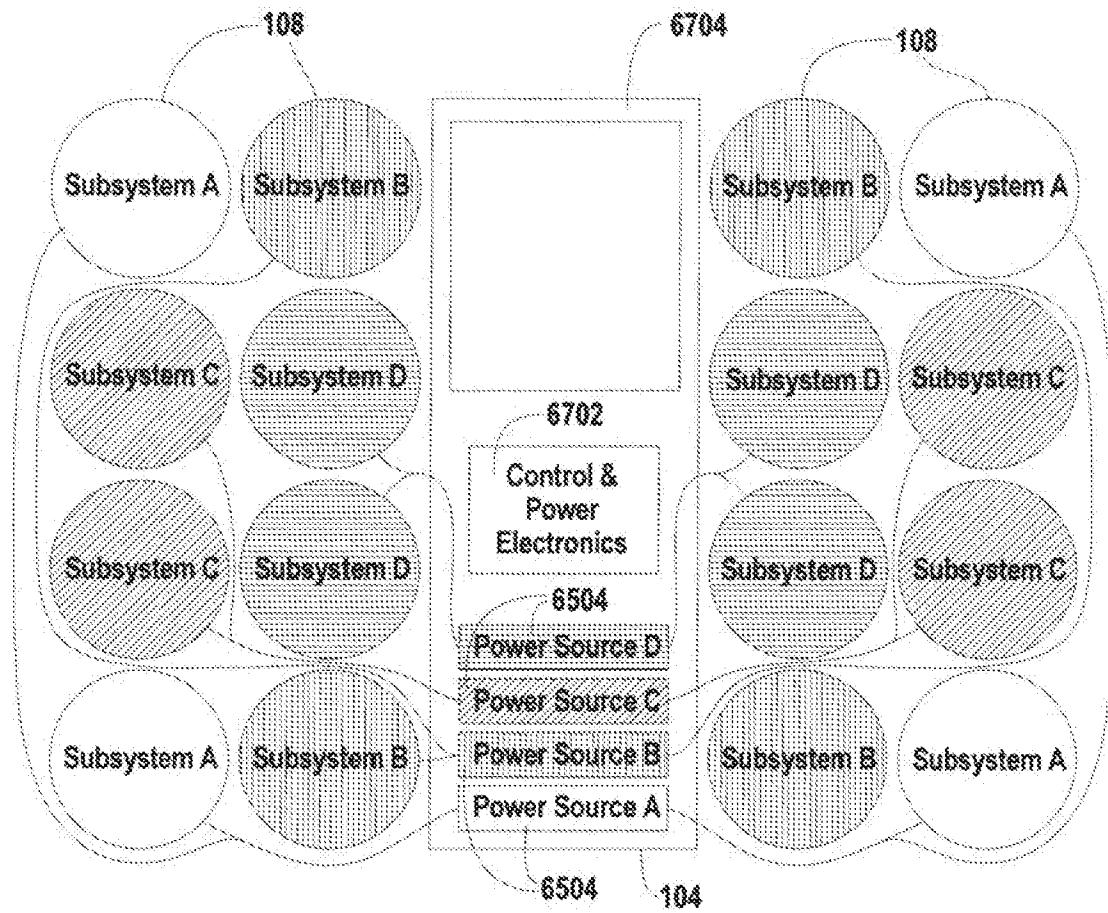 108
6704
108
Subsystem A
Subsystem B
Subsystem B
Subsystem A
Subsystem C
Subsystem D
Subsystem D
Subsystem C
6702
Control &
Power
Electronics
Subsystem C
Subsystem D
Subsystem D
Subsystem C
6504
Power Source D
Power Source C
Subsystem A
Subsystem B
Power Source B
Subsystem B
Subsystem A
Power Source A
6504
104